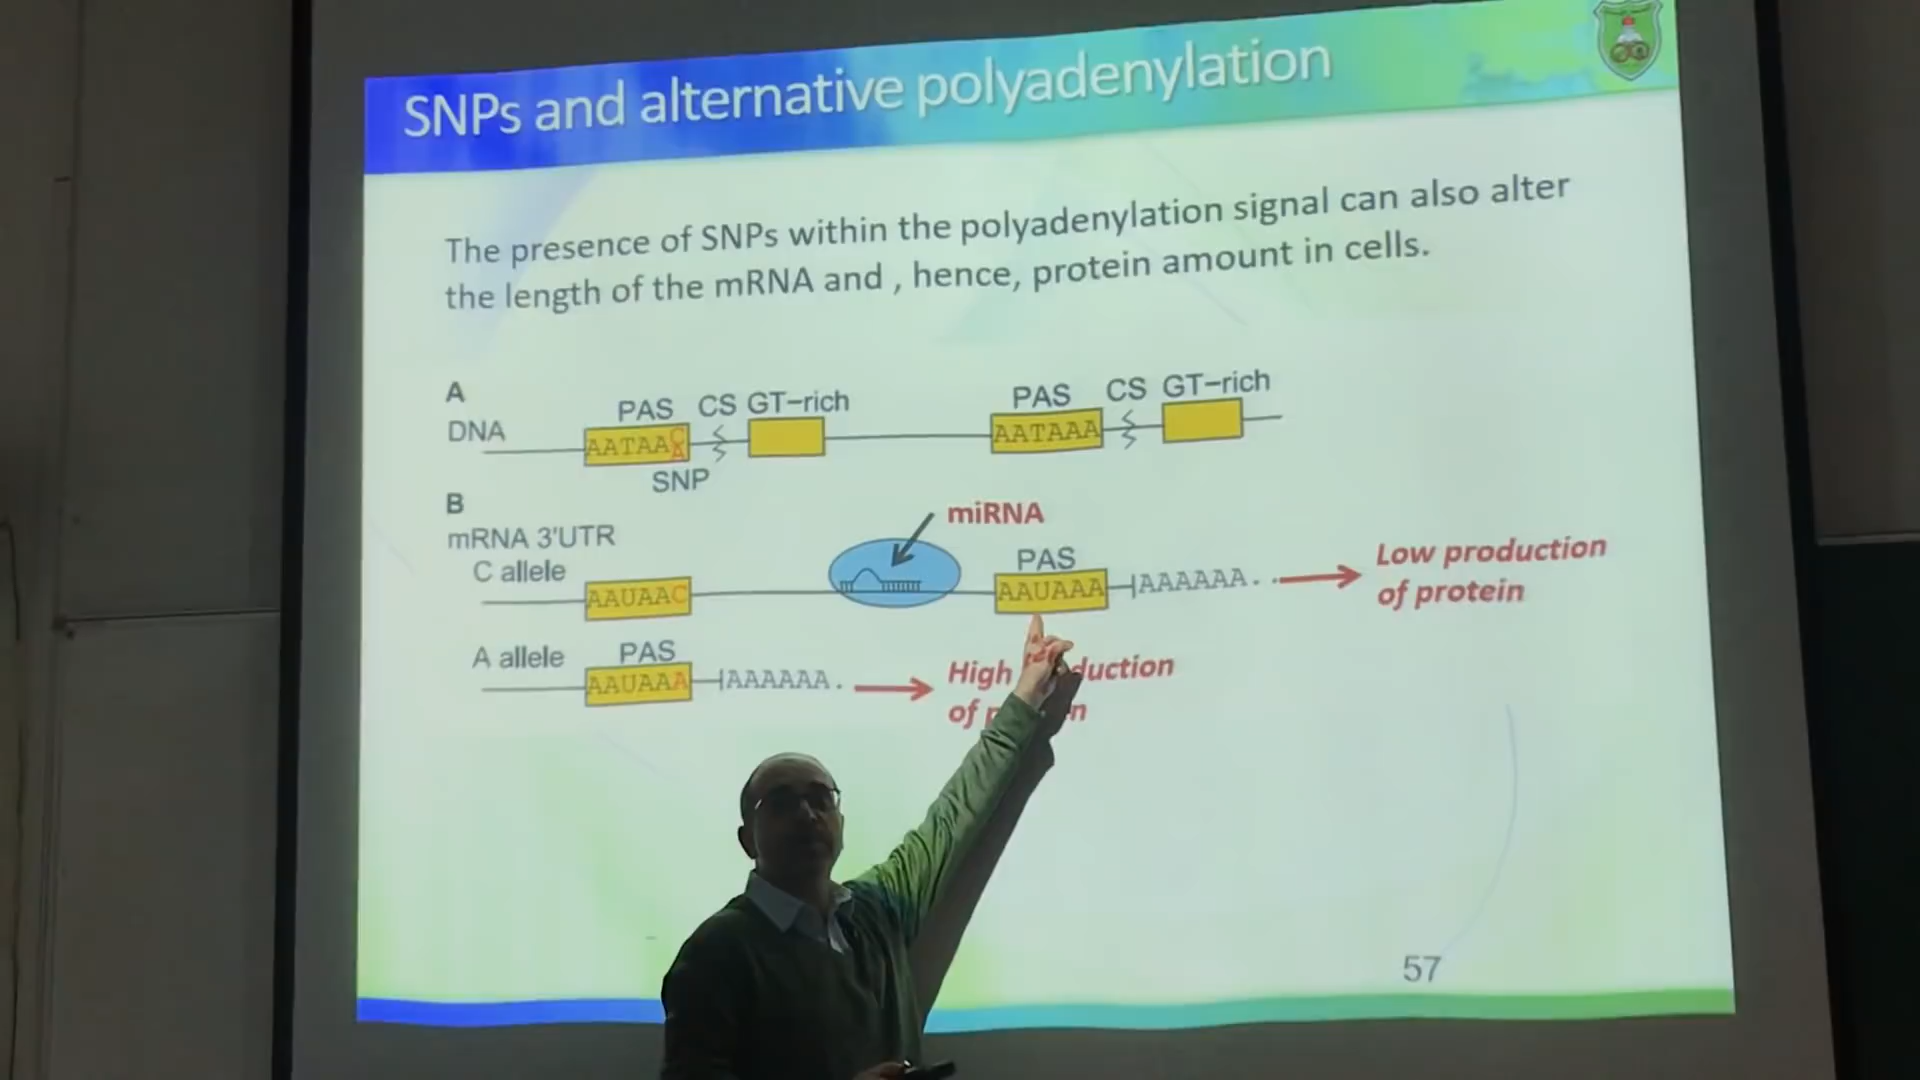 SNPs and alternative polyadenylation
The presence of SNPs within the polyadenylation signal can also alter
the length of the mRNA and , hence, protein amount in cells.
A
DNA
PAS CS GT-rich
PAS CS GT-rich
AATAA C A
AATAAA
SNP
B
mRNA 3'UTR
miRNA
C allele
AAUAAC
PAS
AAUAAA
AAAAAA. .
Low production
of protein
A allele
PAS
AAUAAA
AAAAAA.
High duction
of n
57